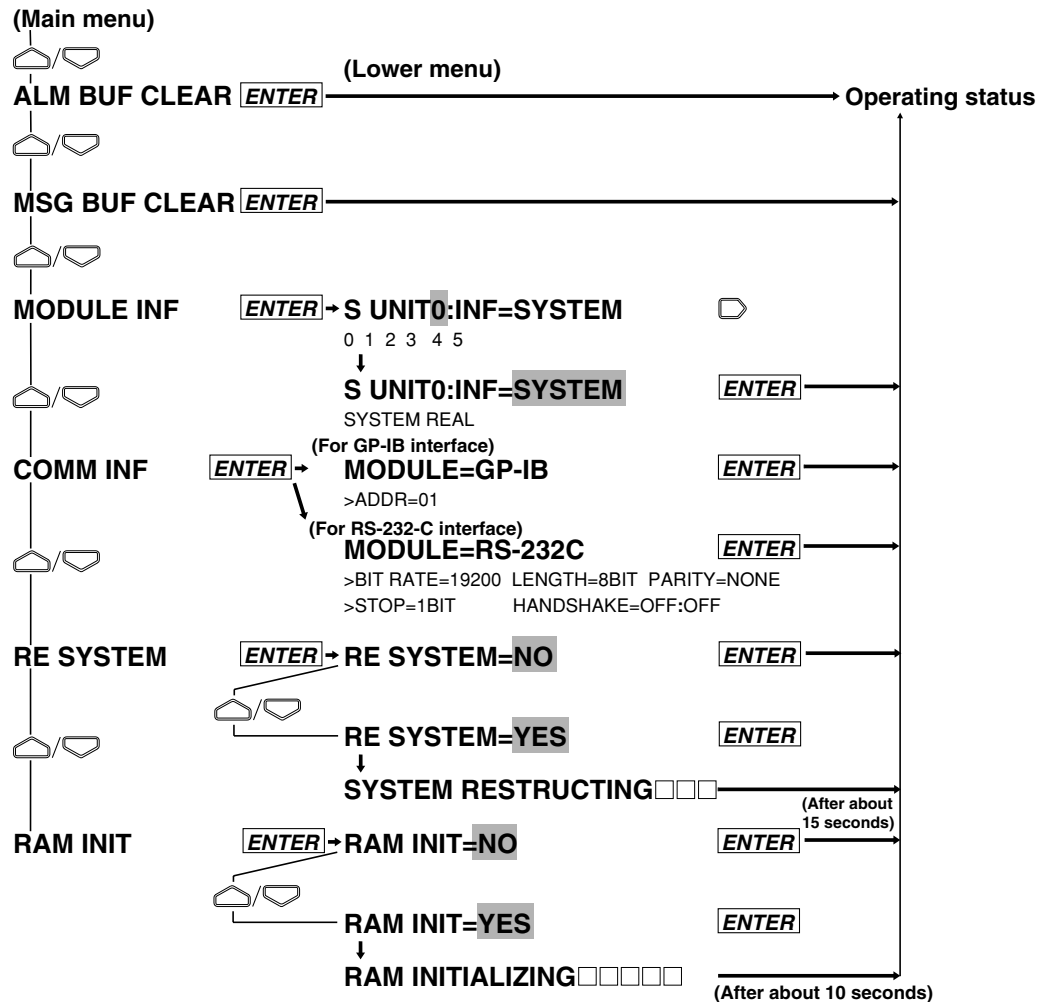 (Main menu)
/
(Lower menu)
ALM BUF CLEAR ENTER Operating status
/
MSG BUF CLEAR ENTER
/
MODULE INF ENTER S UNIT0:INF=SYSTEM
0 1 2 3 4 5
/ S UNIT0:INF=SYSTEM ENTER
SYSTEM REAL
(For GP-IB interface)
COMM INF ENTER MODULE=GP-IB ENTER
>ADDR=01
(For RS-232-C interface)
/ MODULE=RS-232C ENTER
>BIT RATE=19200 LENGTH=8BIT PARITY=NONE
>STOP=1BIT HANDSHAKE=OFF:OFF
RE SYSTEM ENTER RE SYSTEM=NO ENTER
/
/ RE SYSTEM=YES ENTER
SYSTEM RESTRUCTING□□□
(After about
15 seconds)
RAM INIT ENTER RAM INIT=NO ENTER
/
RAM INIT=YES ENTER
RAM INITIALIZING□□□□□
(After about 10 seconds)